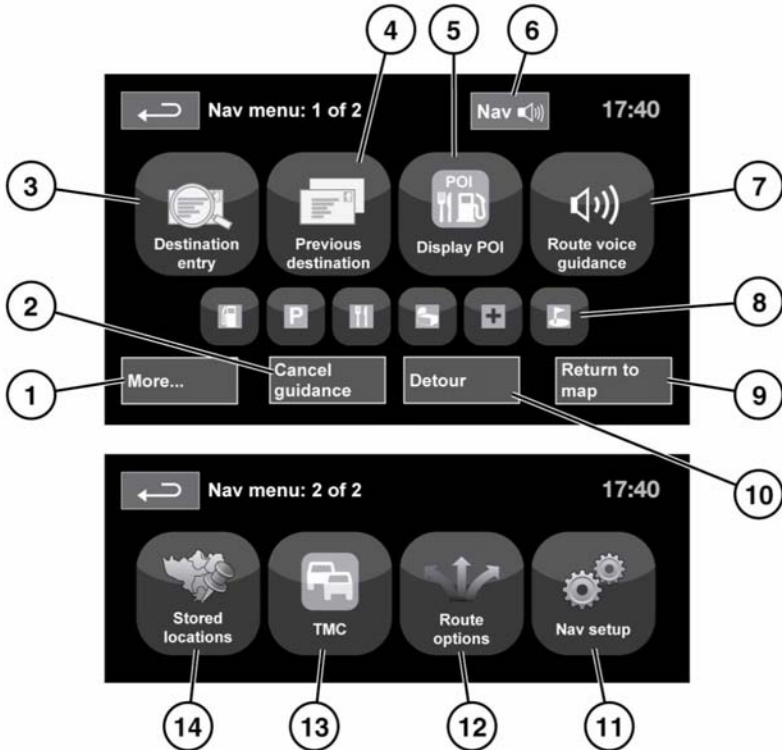 4 5 6
Nav menu: 1 of 2 Nav 17:40
3 7
POI
Destination entry
Previous destination
Display POI
Route voice guidance
2 8
P
More...
Cancel guidance
Detour
Return to map
1 9
10
Nav menu: 2 of 2 17:40
Stored locations
TMC
Route options
Nav setup
14 13 12 11